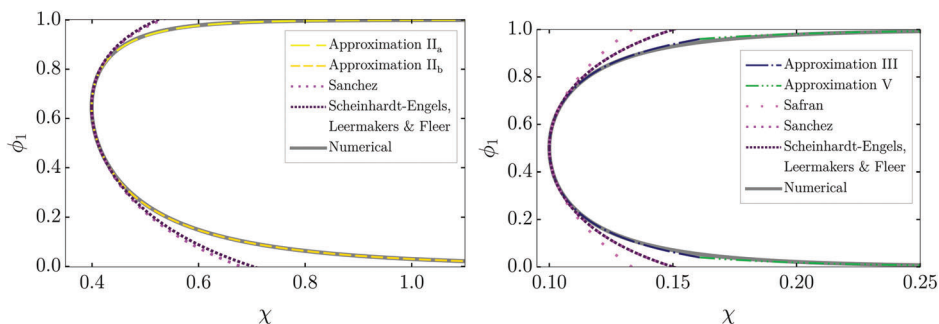 1.0
0.8
0.6
0.4
0.2
0.0
ϕ₁
0.4
0.6
0.8
1.0
χ
Approximation IIₐ
Approximation II_b
Sanchez
Scheinhardt-Engels,
Leermakers & Fleer
Numerical
1.0
0.8
0.6
0.4
0.2
0.0
ϕ₁
0.10
0.15
0.20
0.25
χ
Approximation III
Approximation V
Safran
Sanchez
Scheinhardt-Engels,
Leermakers & Fleer
Numerical